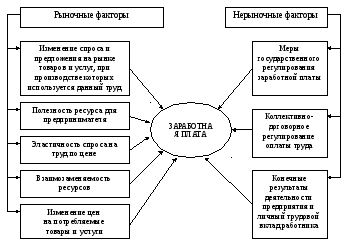 Рыночные факторы
Нерыночные факторы
Изменение спроса и
предложения на рынке
товаров и услуг, при
производстве которых
используется данный труд
Полезность ресурса для
предпринимателя
Эластичность спроса на
труд по цене
Взаимозаменяемость
ресурсов
Изменение цен
на потребляемые
товары и услуги
ЗАРАБОТНА
Я ПЛАТА
Меры
государственного
регулирования
заработной платы
Коллективно-
договорное
регулирование
оплаты труда
Конечные
результаты
деятельности
предприятия и
личный трудовой
вклад работника